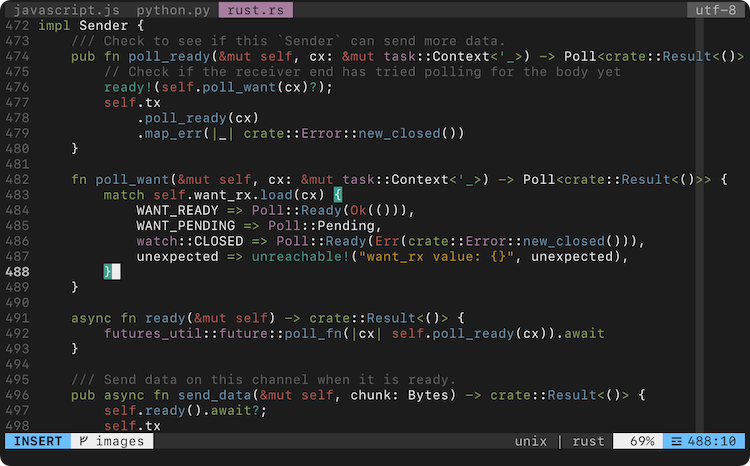 javascript.js python.py rust.rs utf-8
472 impl Sender {
473     /// Check to see if this `Sender` can send more data.
474     pub fn poll_ready(&mut self, cx: &mut task::Context<'_>) -> Poll<crate::Result<()>
475         // Check if the receiver end has tried polling for the body yet
476         ready!(self.poll_want(cx)?);
477         self.tx
478             .poll_ready(cx)
479             .map_err(|_| crate::Error::new_closed())
480     }
481
482     fn poll_want(&mut self, cx: &mut task::Context<'_>) -> Poll<crate::Result<()>> {
483         match self.want_rx.load(cx) {
484             WANT_READY => Poll::Ready(Ok(())),
485             WANT_PENDING => Poll::Pending,
486             watch::CLOSED => Poll::Ready(Err(crate::Error::new_closed())),
487             unexpected => unreachable!("want_rx value: {}", unexpected),
488         }
489     }
490
491     async fn ready(&mut self) -> crate::Result<()> {
492         futures_util::future::poll_fn(|cx| self.poll_ready(cx)).await
493     }
494
495     /// Send data on this channel when it is ready.
496     pub async fn send_data(&mut self, chunk: Bytes) -> crate::Result<()> {
497         self.ready().await?;
498         self.tx
INSERT images unix | rust 69% 488:10